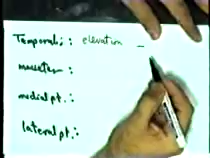 Temporalis: elevation –
masseter:
medial pt.:
lateral pt.: